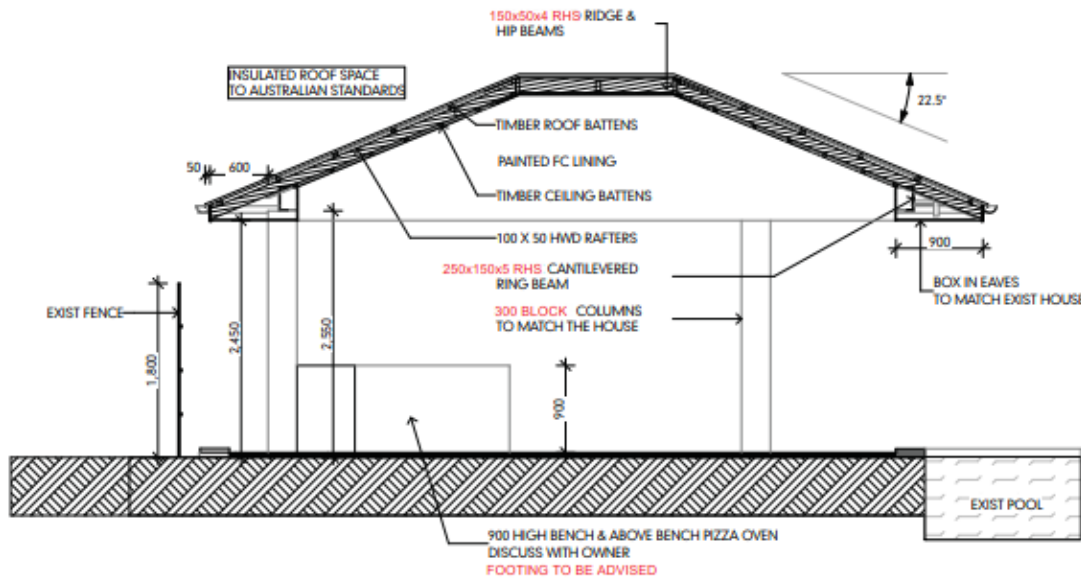 150x50x4 RHS RIDGE &
HIP BEAMS
INSULATED ROOF SPACE
TO AUSTRALIAN STANDARDS
22.5°
TIMBER ROOF BATTENS
50
600
PAINTED FC LINING
TIMBER CEILING BATTENS
100 X 50 HWD RAFTERS
900
250x150x5 RHS CANTILEVERED
RING BEAM
BOX IN EAVES
TO MATCH EXIST HOUSE
EXIST FENCE
300 BLOCK COLUMNS
TO MATCH THE HOUSE
1,800
2,450
2,550
900
EXIST POOL
900 HIGH BENCH & ABOVE BENCH PIZZA OVEN
DISCUSS WITH OWNER
FOOTING TO BE ADVISED